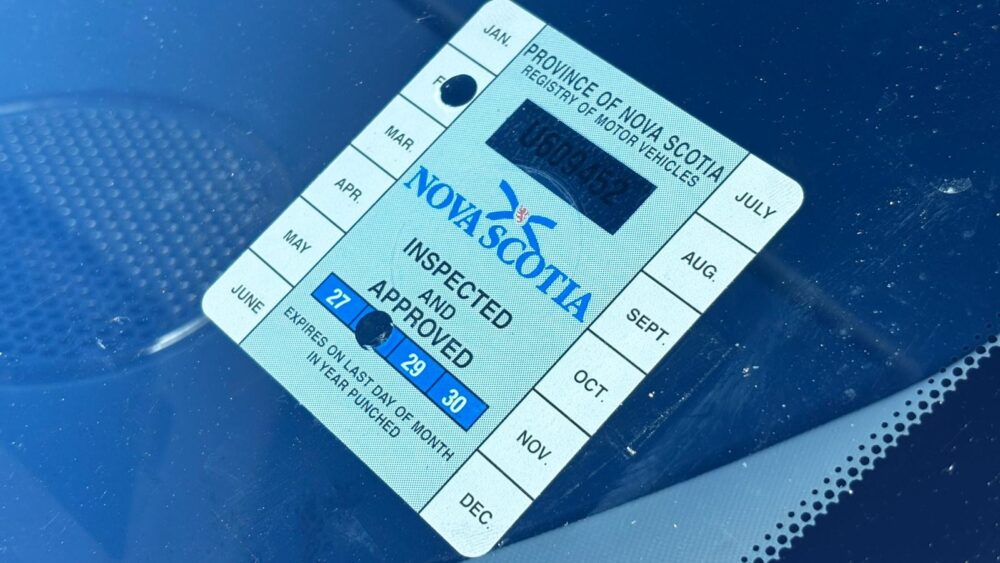 PROVINCE OF NOVA SCOTIA
REGISTRY OF MOTOR VEHICLES
U609452
NOVA SCOTIA
INSPECTED
AND
APPROVED
27 29 30
EXPIRES ON LAST DAY OF MONTH
IN YEAR PUNCHED
JAN.
F
MAR.
APR.
MAY
JUNE
JULY
AUG.
SEPT.
OCT.
NOV.
DEC.